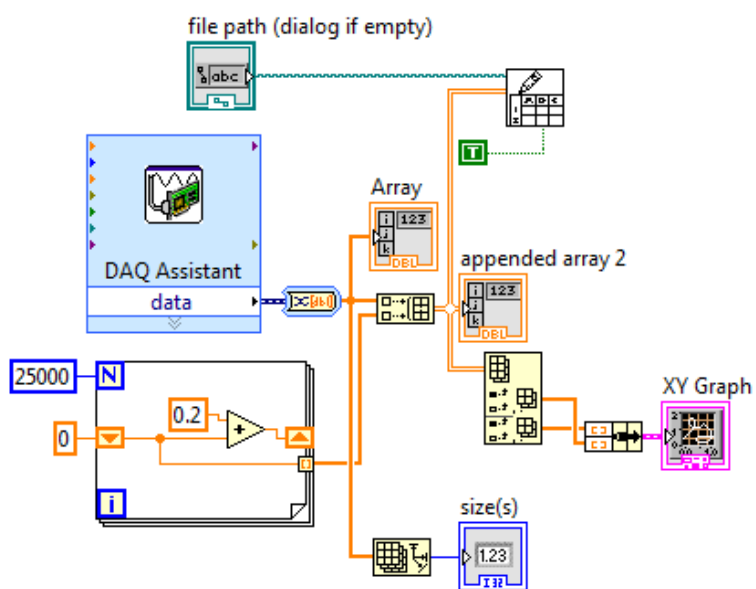 file path (dialog if empty)
abc
T
Array
123
DBL
DAQ Assistant
data
appended array 2
123
DBL
25000
N
0.2
XY Graph
0
+
i
size(s)
1.23
I32